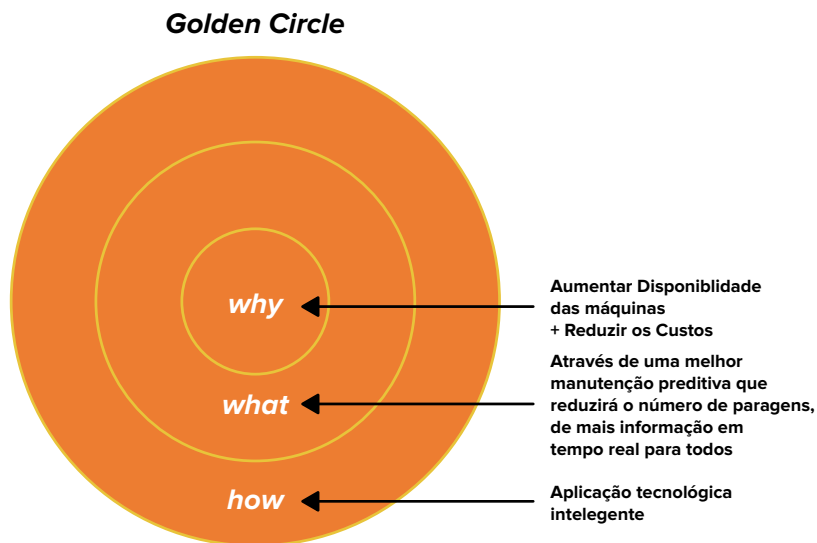 Golden Circle
why
Aumentar Disponiblidade
das máquinas
+ Reduzir os Custos
what
Através de uma melhor
manutenção preditiva que
reduzirá o número de paragens,
de mais informação em
tempo real para todos
how
Aplicação tecnológica
intelegente